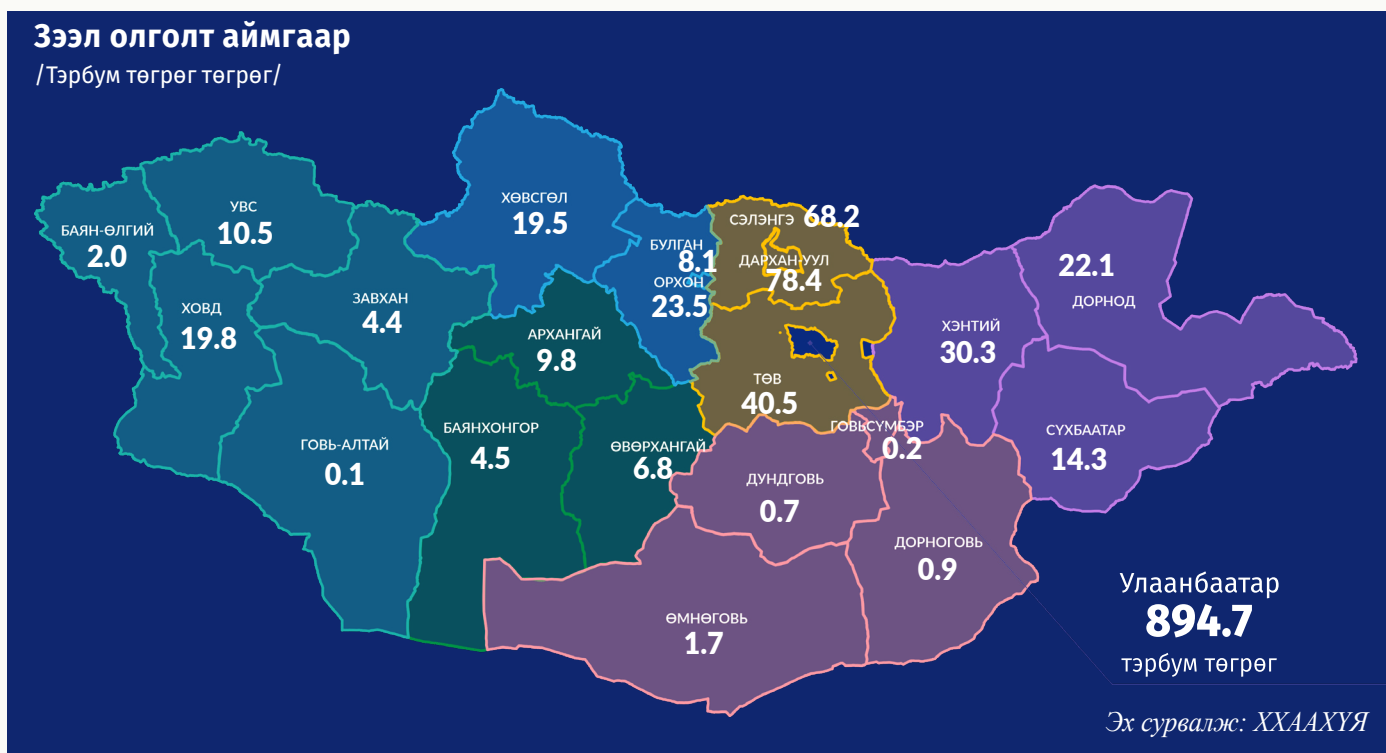 Зээл олголт аймгаар
/Тэрбум төгрөг төгрөг/
ХӨВСГӨЛ
19.5
УВС
10.5
БАЯН-ӨЛГИЙ
2.0
СЭЛЭНГЭ 68.2
БУЛГАН
8.1
ДАРХАН-УУЛ
78.4
ОРХОН
23.5
22.1
ДОРНОД
ХОВД
19.8
ЗАВХАН
4.4
АРХАНГАЙ
9.8
ХЭНТИЙ
30.3
ТӨВ
40.5
ГОВЬ-АЛТАЙ
0.1
БАЯНХОНГОР
4.5
ӨВӨРХАНГАЙ
6.8
ГОВЬСҮМБЭР
0.2
СҮХБААТАР
14.3
ДУНДГОВЬ
0.7
ДОРНОГОВЬ
0.9
ӨМНӨГОВЬ
1.7
Улаанбаатар
894.7
тэрбум төгрөг
Эх сурвалж: ХХААХҮЯ